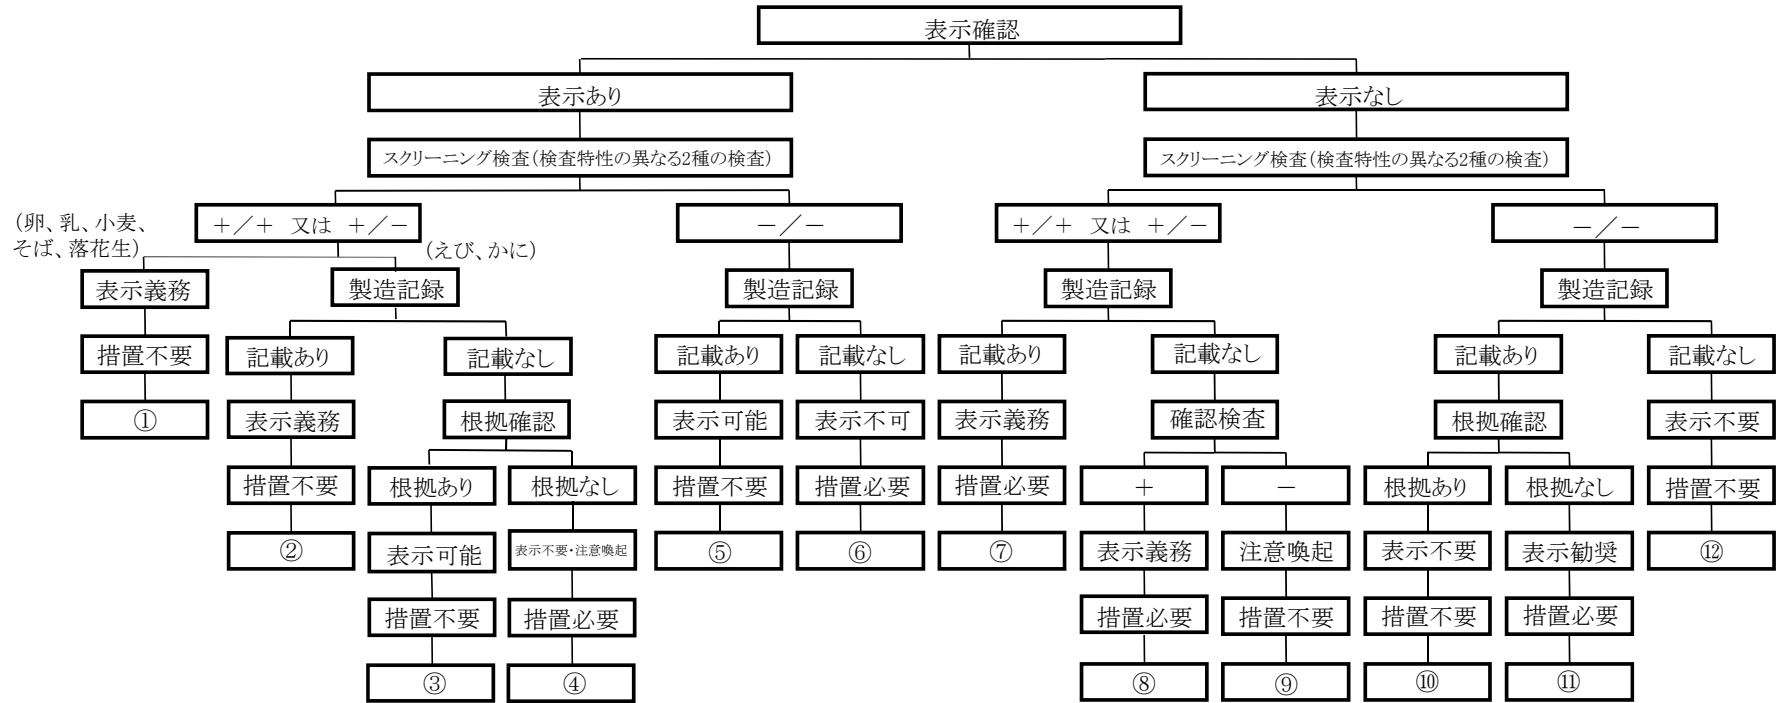 表示確認
表示あり
表示なし
スクリーニング検査(検査特性の異なる2種の検査)
スクリーニング検査(検査特性の異なる2種の検査)
(卵、乳、小麦、
そば、落花生)
+/+ 又は +/-
(えび、かに)
-/-
+/+ 又は +/-
-/-
表示義務
製造記録
製造記録
製造記録
製造記録
措置不要
記載あり
記載なし
記載あり
記載なし
記載あり
記載なし
記載あり
記載なし
①
表示義務
根拠確認
表示可能
表示不可
表示義務
確認検査
根拠確認
表示不要
措置不要
根拠あり
根拠なし
措置不要
措置必要
措置必要
+
-
根拠あり
根拠なし
措置不要
②
表示可能
表示不要・注意喚起
⑤
⑥
⑦
表示義務
注意喚起
表示不要
表示勧奨
⑫
措置不要
措置必要
措置必要
措置不要
措置不要
措置必要
③
④
⑧
⑨
⑩
⑪